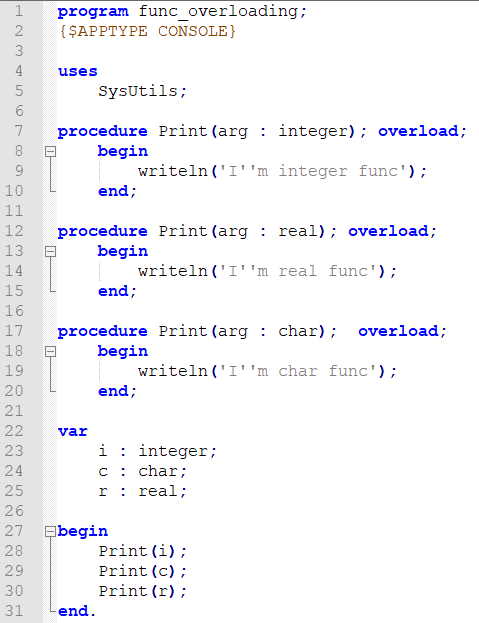 1 program func_overloading;
2 {$APPTYPE CONSOLE}
3
4 uses
5     SysUtils;
6
7 procedure Print(arg : integer); overload;
8     begin
9         writeln('I''m integer func');
10     end;
11
12 procedure Print(arg : real); overload;
13     begin
14         writeln('I''m real func');
15     end;
16
17 procedure Print(arg : char);  overload;
18     begin
19         writeln('I''m char func');
20     end;
21
22 var
23     i : integer;
24     c : char;
25     r : real;
26
27 begin
28     Print(i);
29     Print(c);
30     Print(r);
31 end.